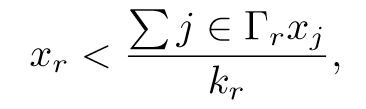 x_r < \frac{\sum j \in \Gamma_r x_j}{k_r},